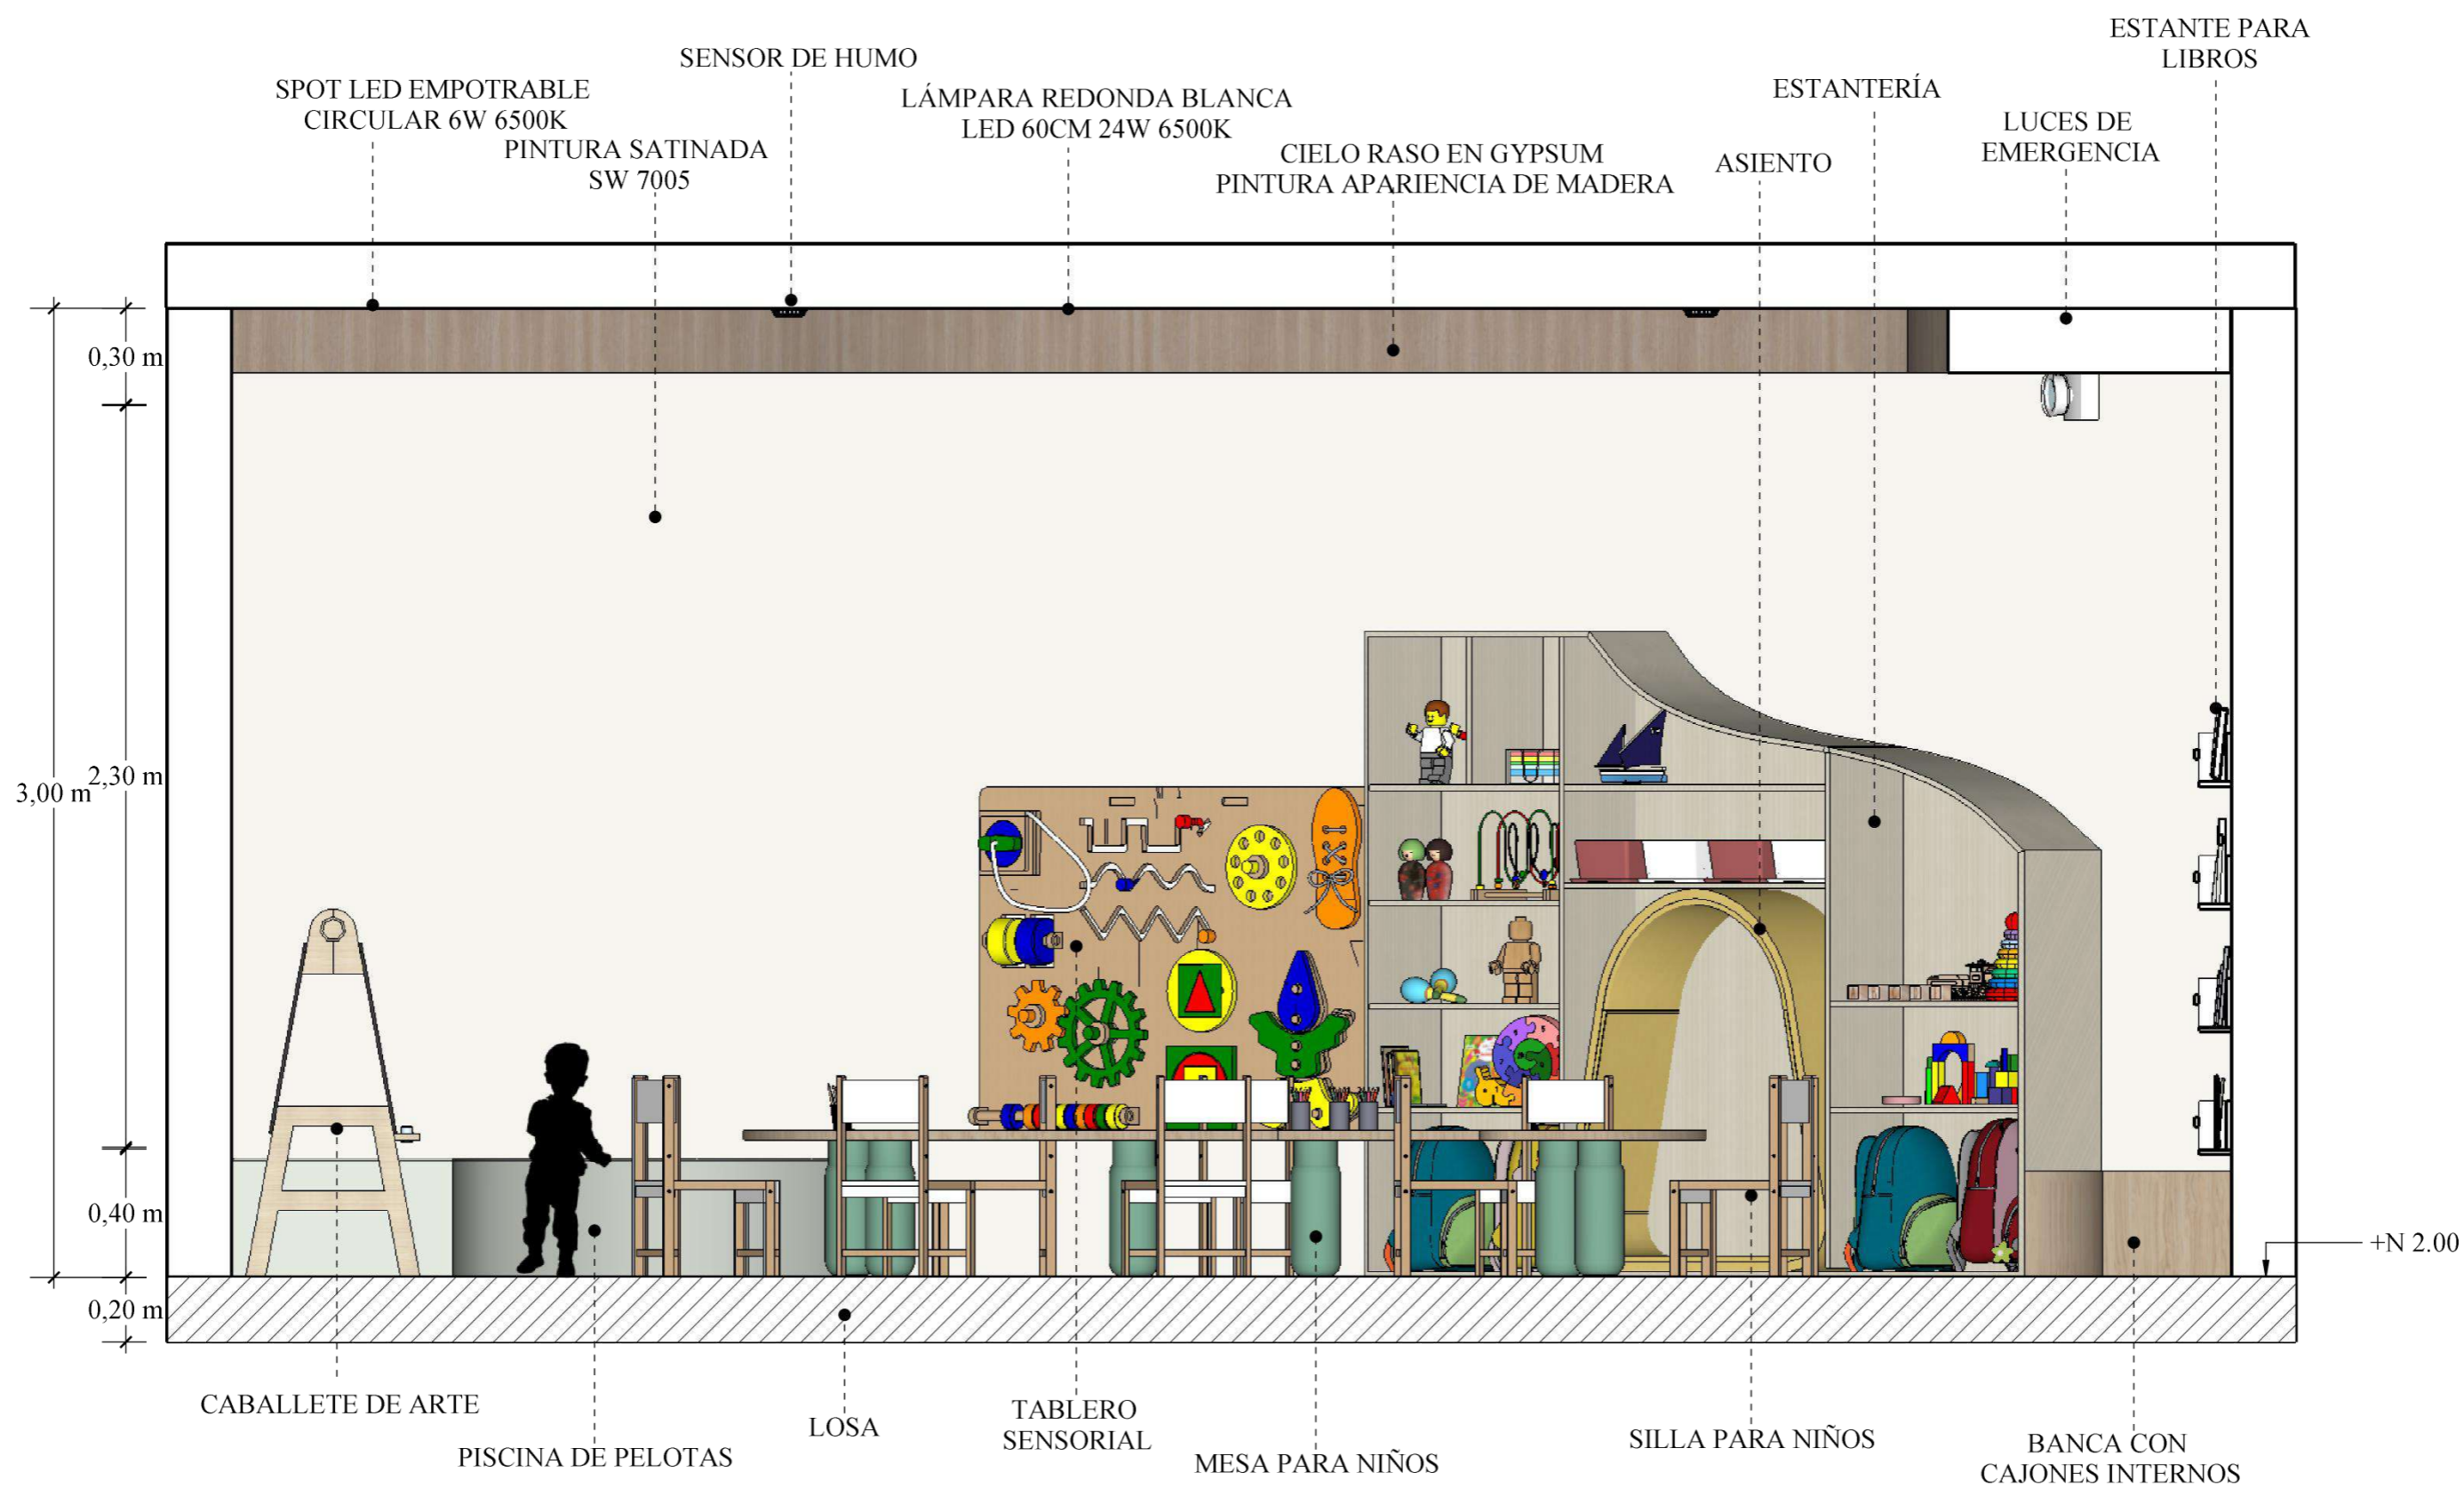 ESTANTE PARA
LIBROS
SENSOR DE HUMO
SPOT LED EMPOTRABLE
CIRCULAR 6W 6500K
LÁMPARA REDONDA BLANCA
LED 60CM 24W 6500K
ESTANTERÍA
LUCES DE
EMERGENCIA
PINTURA SATINADA
SW 7005
CIELO RASO EN GYPSUM
PINTURA APARIENCIA DE MADERA
ASIENTO
0,30 m
2,30 m
3,00 m
0,40 m
+N 2.00
0,20 m
CABALLETE DE ARTE
PISCINA DE PELOTAS
LOSA
TABLERO
SENSORIAL
MESA PARA NIÑOS
SILLA PARA NIÑOS
BANCA CON
CAJONES INTERNOS